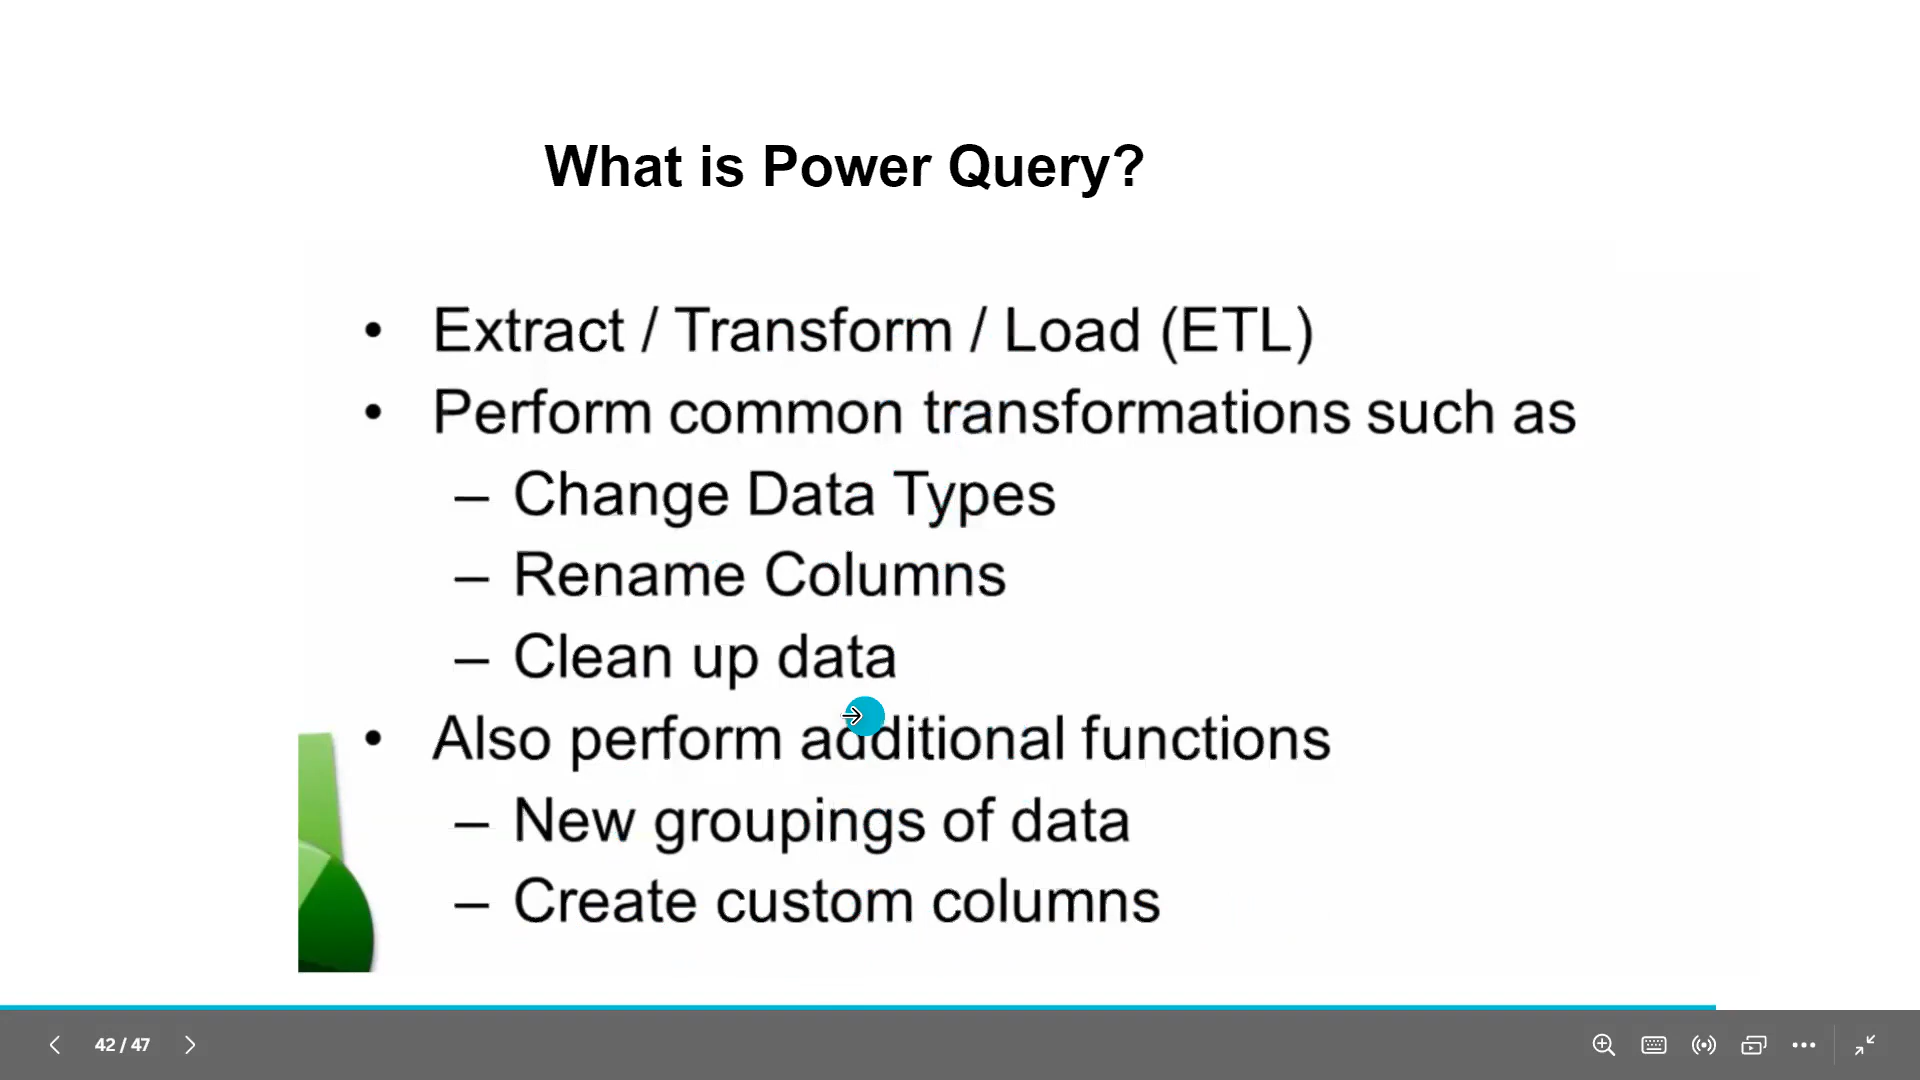 What is Power Query?
• Extract / Transform / Load (ETL)
• Perform common transformations such as
– Change Data Types
– Rename Columns
– Clean up data
• Also perform additional functions
– New groupings of data
– Create custom columns
42 / 47